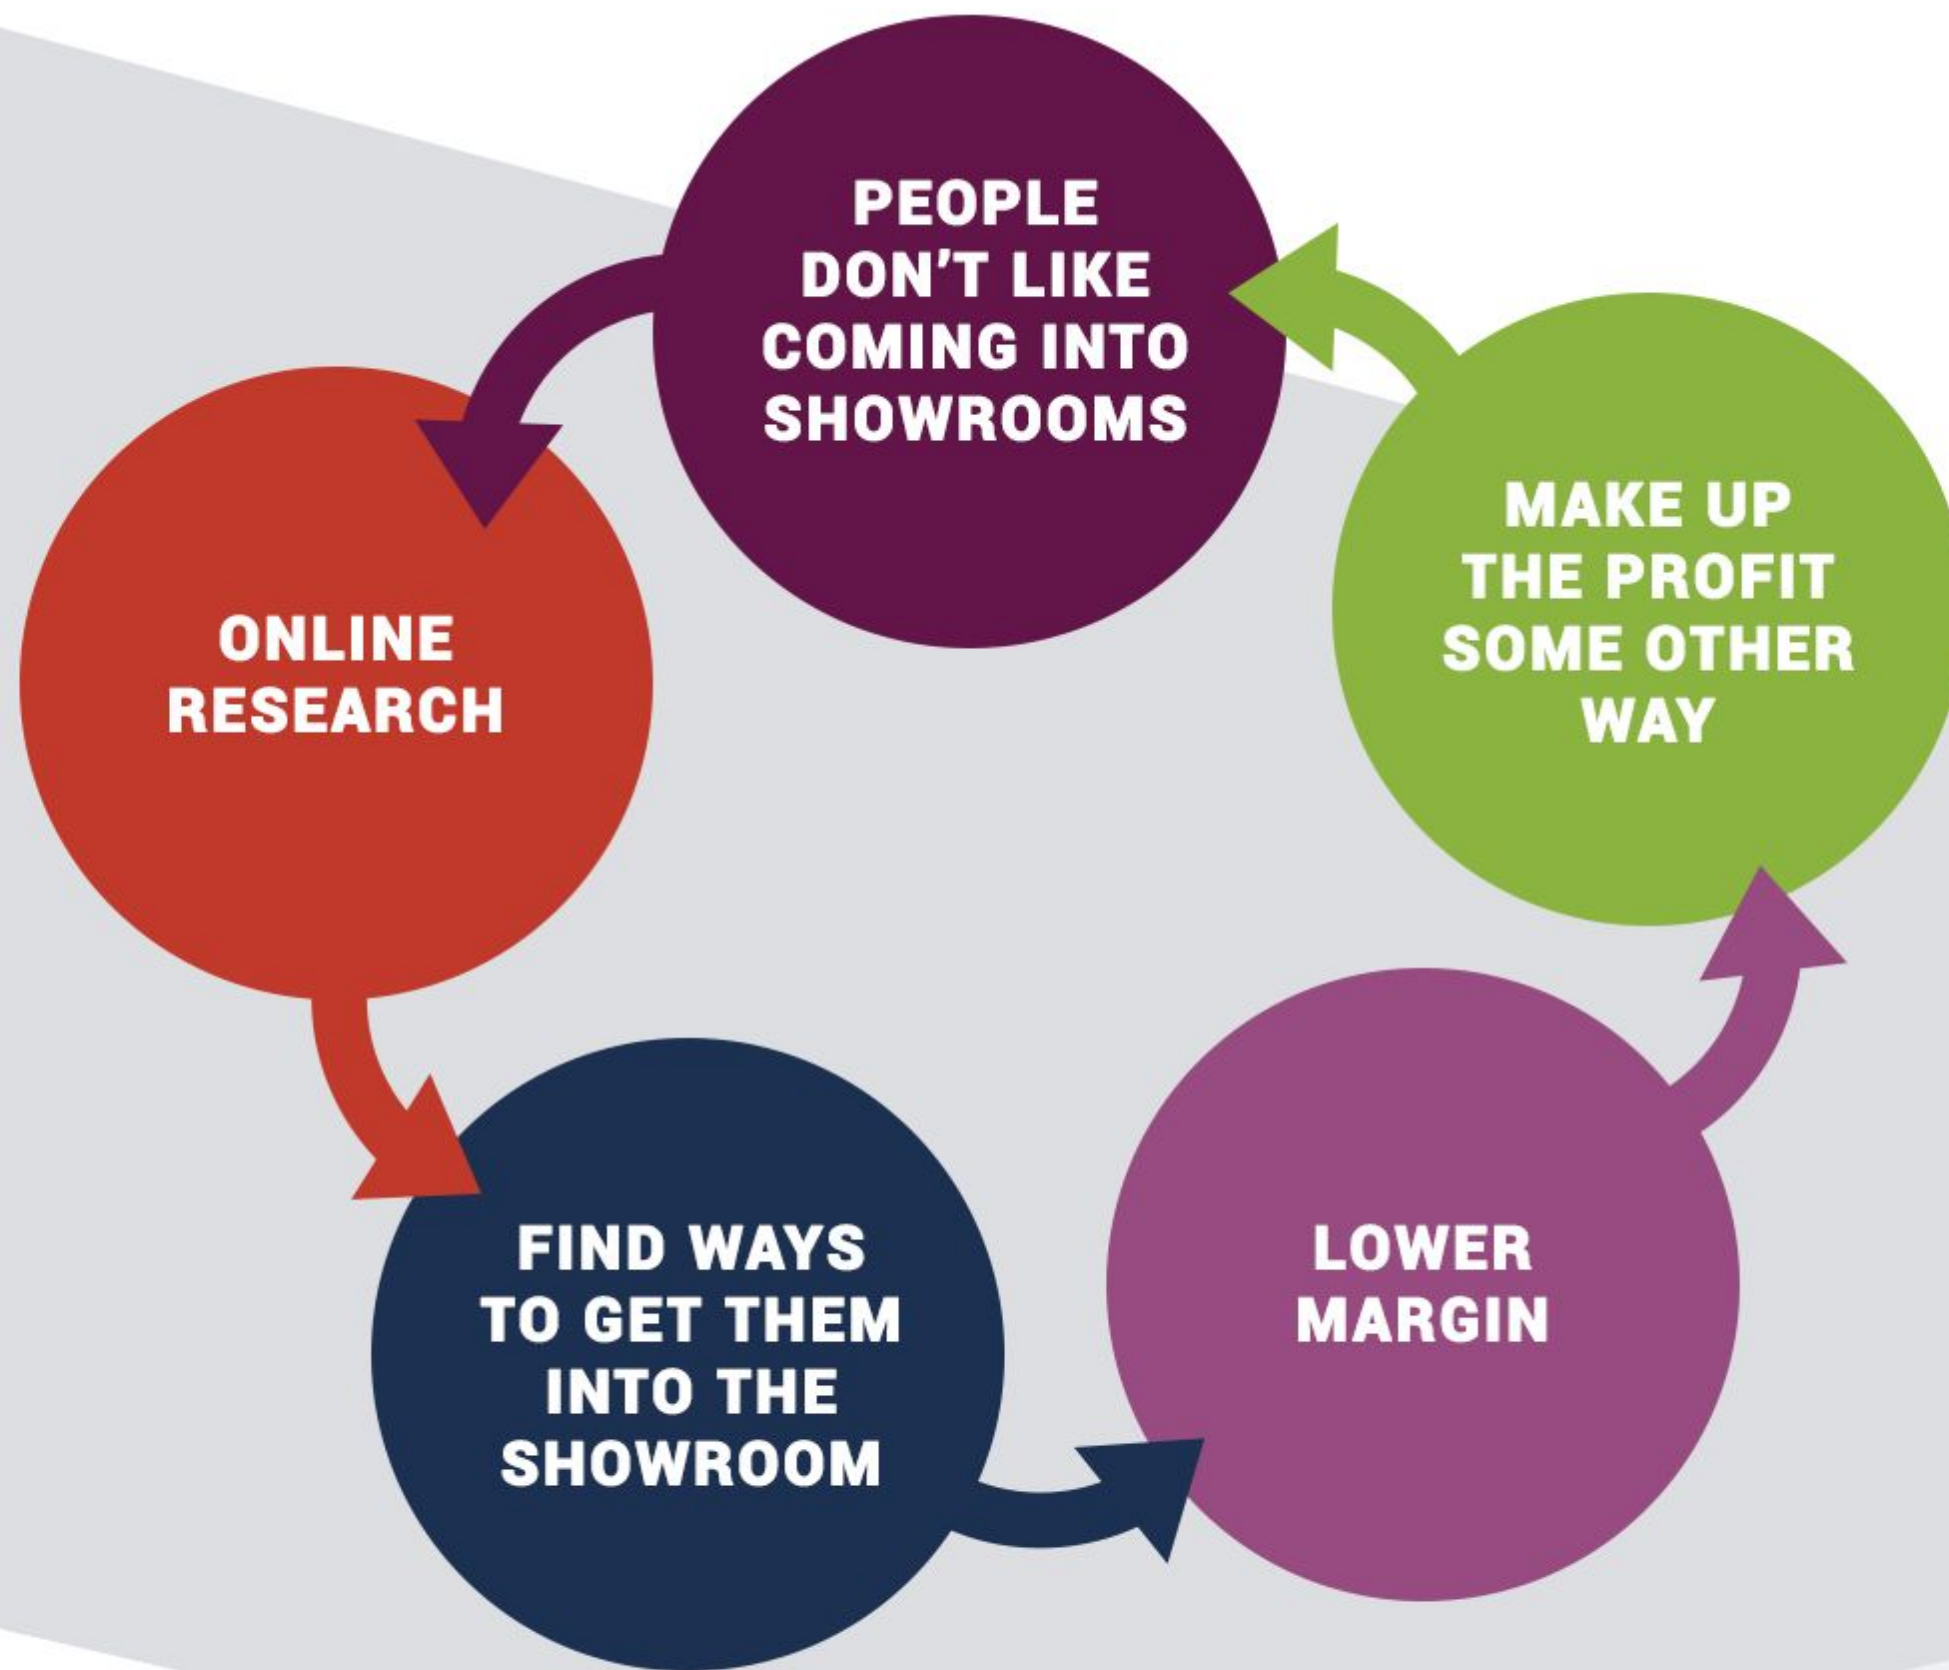 PEOPLE
DON'T LIKE
COMING INTO
SHOWROOMS
ONLINE
RESEARCH
FIND WAYS
TO GET THEM
INTO THE
SHOWROOM
LOWER
MARGIN
MAKE UP
THE PROFIT
SOME OTHER
WAY